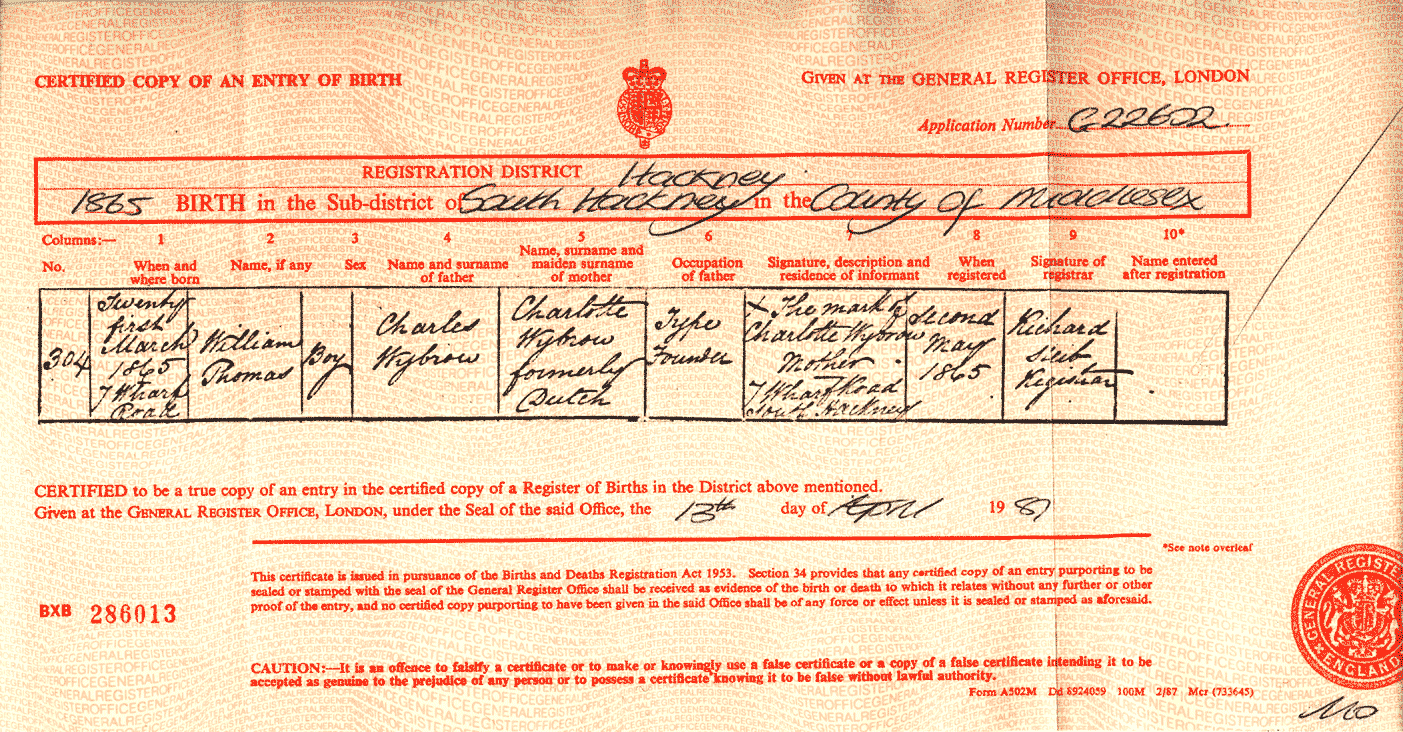 CERTIFIED COPY OF AN ENTRY OF BIRTH
GIVEN AT THE GENERAL REGISTER OFFICE, LONDON
Application Number G22602
REGISTRATION DISTRICT Hackney
1865 BIRTH in the Sub-district of South Hackney in the County of Middlesex
Columns:— 1 2 3 4 5 6 7 8 9 10*
No.
When and
where born
Name, if any
Sex
Name and surname
of father
Name, surname and
maiden surname
of mother
Occupation
of father
Signature, description and
residence of informant
When
registered
Signature of
registrar
Name entered
after registration
304
Twenty
first
March
1865
7 Wharf
Road
William
Thomas
Boy
Charles
Wybrow
Charlotte
Wybrow
formerly
Dutch
Type
Founder
X The mark of
Charlotte Wybrow
Mother
7 Wharf Road
South Hackney
Second
May
1865
Richard
Registrar
CERTIFIED to be a true copy of an entry in the certified copy of a Register of Births in the District above mentioned.
Given at the GENERAL REGISTER OFFICE, LONDON, under the Seal of the said Office, the 13th day of April 19 87
*See note overleaf
This certificate is issued in pursuance of the Births and Deaths Registration Act 1953. Section 34 provides that any certified copy of an entry purporting to be
sealed or stamped with the seal of the General Register Office shall be received as evidence of the birth or death to which it relates without any further or other
proof of the entry, and no certified copy purporting to have been given in the said Office shall be of any force or effect unless it is sealed or stamped as aforesaid.
BXB 286013
GENERAL REGISTER
ENGLAND
CAUTION:—It is an offence to falsify a certificate or to make or knowingly use a false certificate or a copy of a false certificate intending it to be
accepted as genuine to the prejudice of any person or to possess a certificate knowing it to be false without lawful authority.
Form A502M Dd 8924059 100M 2/87 Mcr (733645)